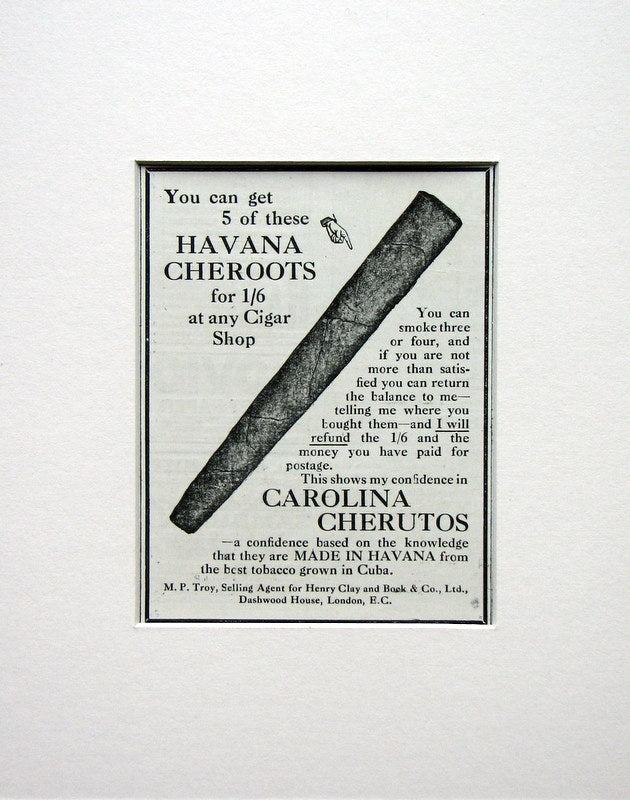 You can get
5 of these
HAVANA
CHEROOTS
for 1/6
at any Cigar
Shop
You can
smoke three
or four, and
if you are not
more than satis-
fied you can return
the balance to me—
telling me where you
bought them—and I will
refund the 1/6 and the
money you have paid for
postage.
This shows my confidence in
CAROLINA
CHERUTOS
—a confidence based on the knowledge
that they are MADE IN HAVANA from
the best tobacco grown in Cuba.
M. P. Troy, Selling Agent for Henry Clay and Bock & Co., Ltd.,
Dashwood House, London, E.C.